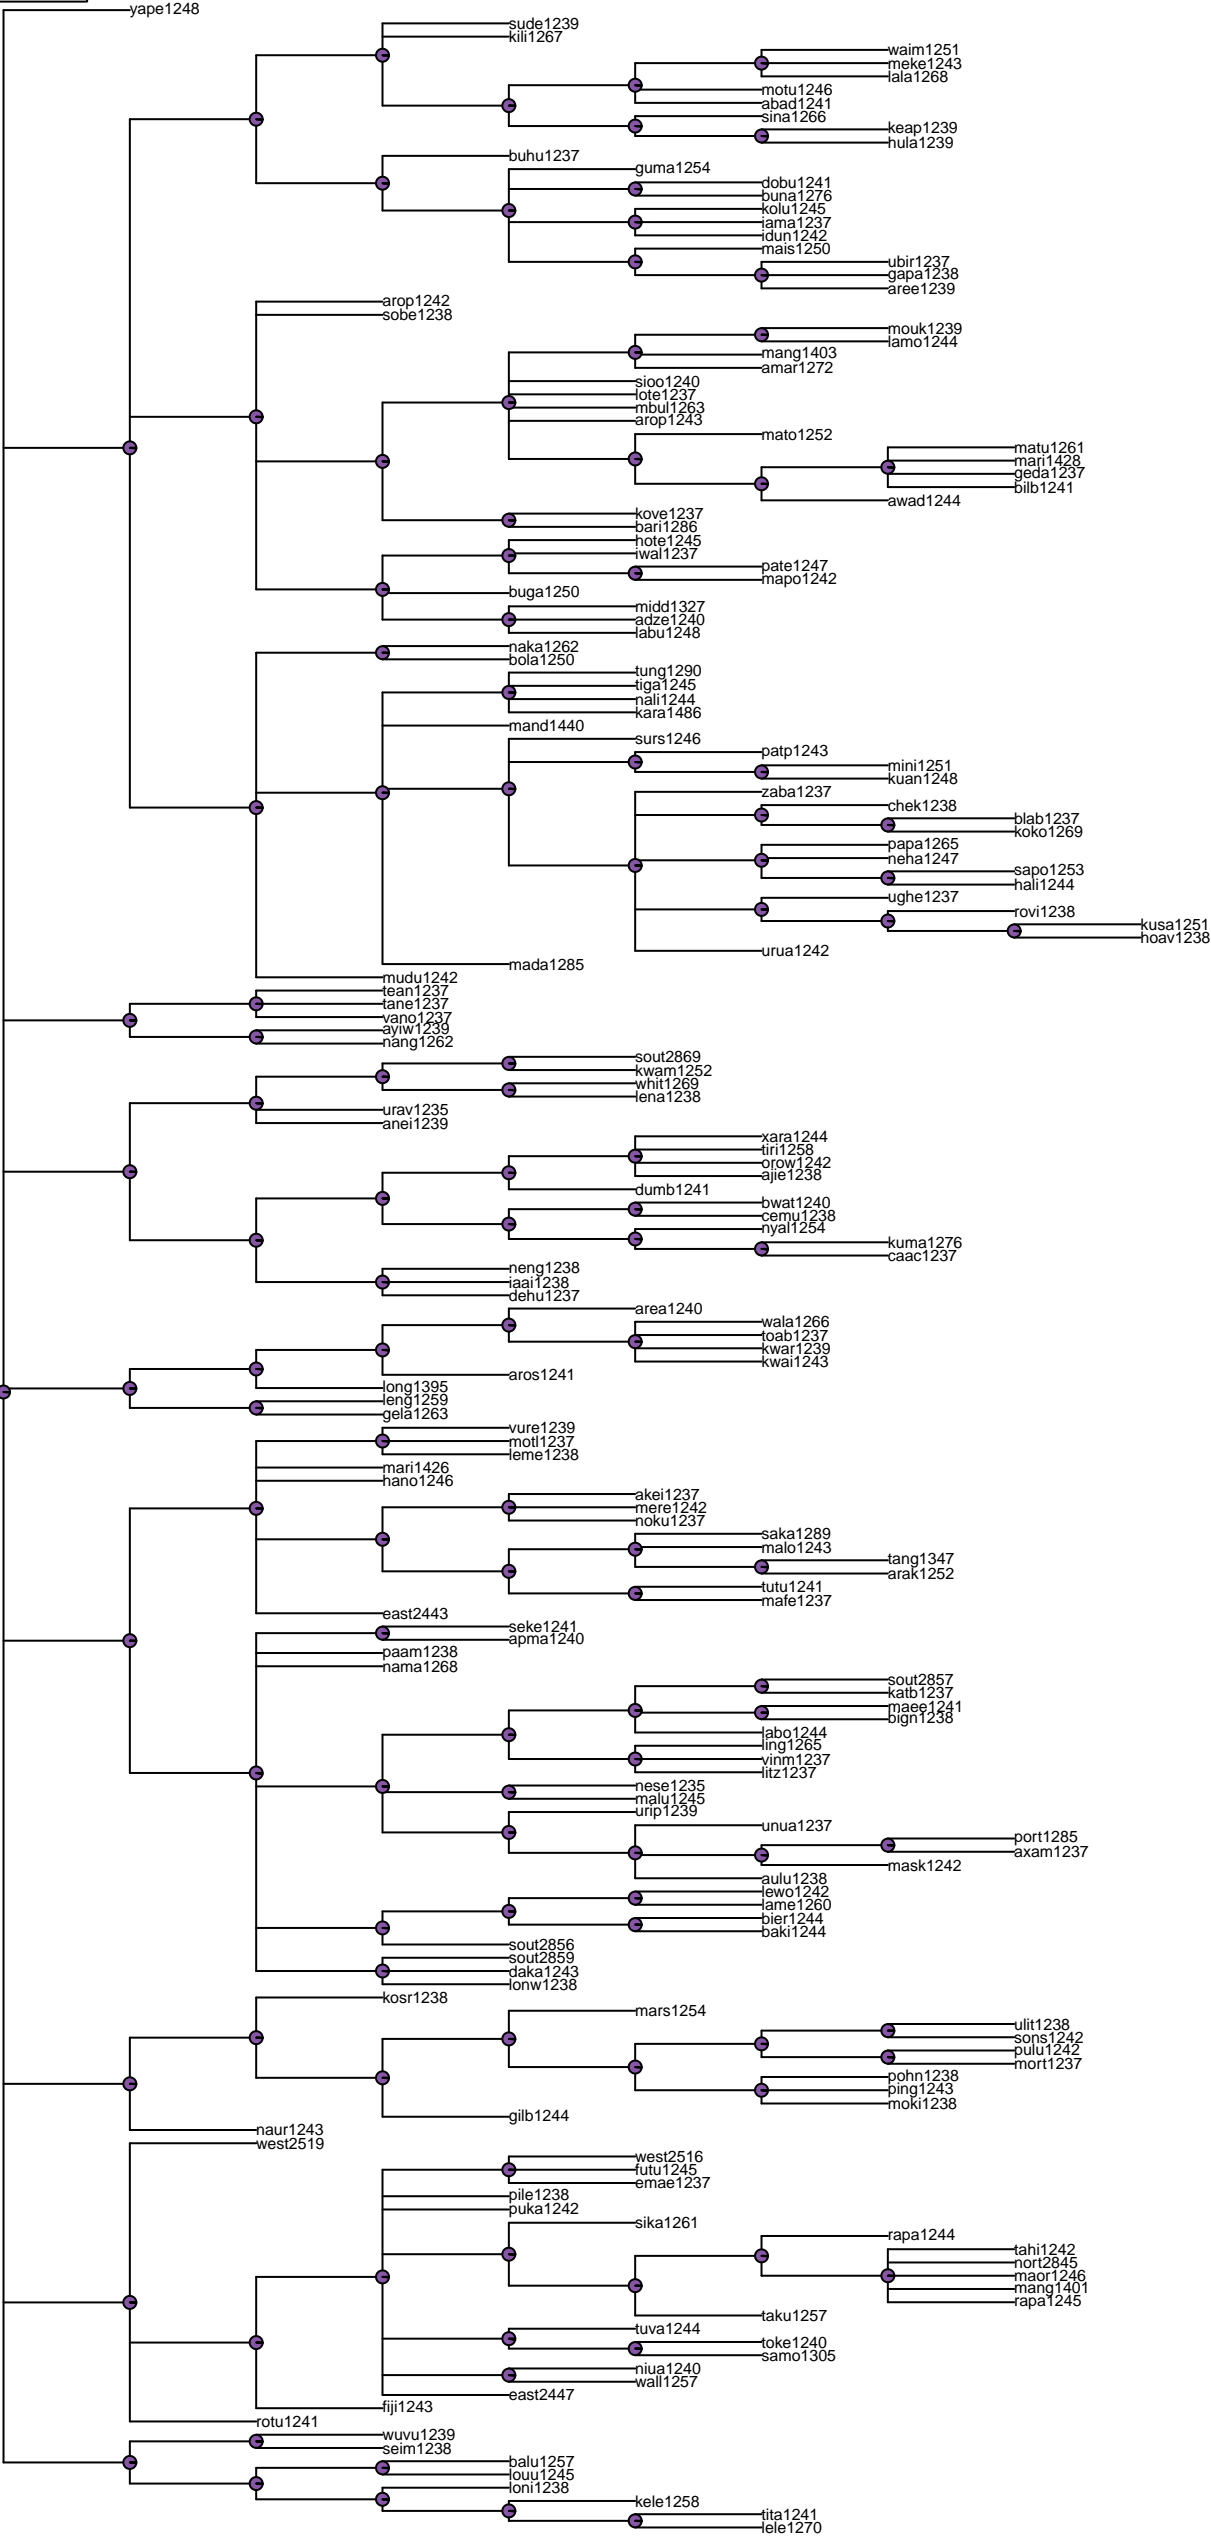 yape1248
sude1239
kili1267
waim1251
meke1243
lala1268
motu1246
abad1241
sina1266
keap1239
hula1239
buhu1237
guma1254
dobu1241
buna1276
kolu1245
iama1237
idun1242
mais1250
ubir1237
gapa1238
aree1239
arop1242
sobe1238
mouk1239
lamo1244
mang1403
amar1272
sioo1240
lote1237
mbul1263
arop1243
mato1252
matu1261
mari1428
geda1237
bilb1241
awad1244
kove1237
bari1286
hote1245
iwal1237
pate1247
mapo1242
buga1250
midd1327
adze1240
labu1248
naka1262
bola1250
tung1290
tiga1245
nali1244
kara1486
mand1440
surs1246
patp1243
mini1251
kuan1248
zaba1237
chek1238
blab1237
koko1269
papa1265
neha1247
sapo1253
hali1244
ughe1237
rovi1238
kusa1251
hoav1238
urua1242
mada1285
mudu1242
tean1237
tane1237
vano1237
ayiw1239
nang1262
sout2869
kwam1252
whit1269
lena1238
urav1235
anei1239
xara1244
tiri1258
orow1242
ajie1238
dumb1241
bwat1240
cemu1238
nyal1254
kuma1276
caac1237
neng1238
iaai1238
dehu1237
area1240
wala1266
toab1237
kwar1239
kwai1243
aros1241
long1395
leng1259
gela1263
vure1239
motl1237
leme1238
mari1426
hano1246
akei1237
mere1242
noku1237
saka1289
malo1243
tang1347
arak1252
tutu1241
mafe1237
east2443
seke1241
apma1240
paam1238
nama1268
sout2857
katb1237
maee1241
bign1238
labo1244
ling1265
vinm1237
litz1237
nese1235
malu1245
urip1239
unua1237
port1285
axam1237
mask1242
aulu1238
lewo1242
lame1260
bier1244
baki1244
sout2856
sout2859
daka1243
lonw1238
kosr1238
mars1254
ulit1238
sons1242
pulu1242
mort1237
pohn1238
ping1243
moki1238
gilb1244
naur1243
west2519
west2516
futu1245
emae1237
pile1238
puka1242
sika1261
rapa1244
tahi1242
nort2845
maor1246
mang1401
rapa1245
taku1257
tuva1244
toke1240
samo1305
niua1240
wall1257
east2447
fiji1243
rotu1241
wuvu1239
seim1238
balu1257
louu1245
loni1238
kele1258
tita1241
lele1270